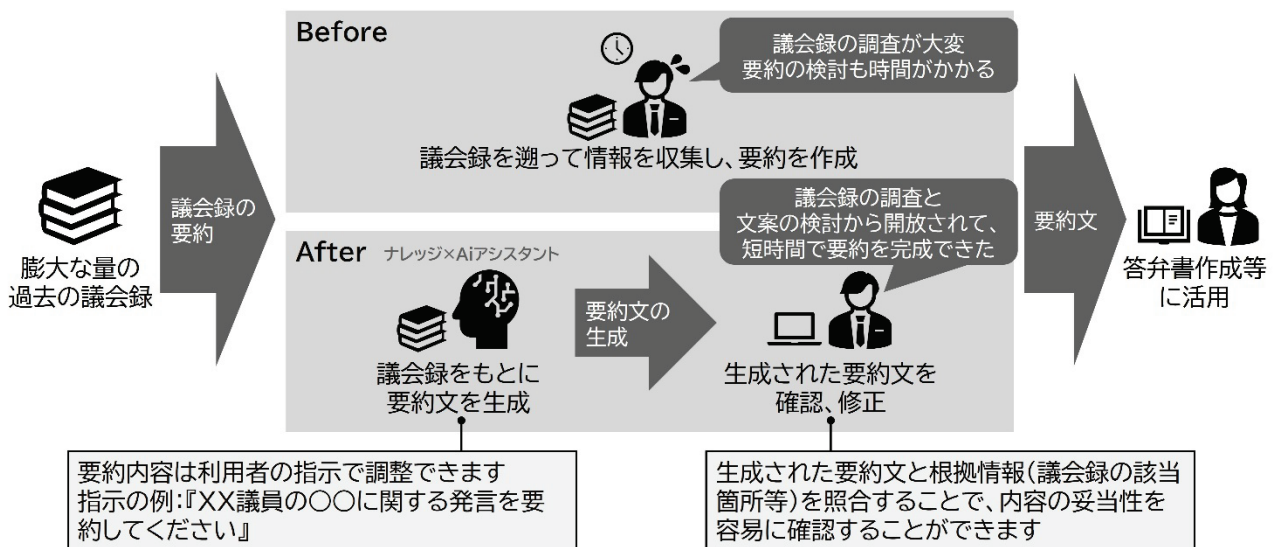 膨大な量の
過去の議会録
議会録の
要約
Before
議会録の調査が大変
要約の検討も時間がかかる
議会録を遡って情報を収集し、要約を作成
After ナレッジ×Aiアシスタント
議会録をもとに
要約文を生成
要約文の
生成
議会録の調査と
文案の検討から開放されて、
短時間で要約を完成できた
生成された要約文を
確認、修正
要約文
答弁書作成等
に活用
要約内容は利用者の指示で調整できます
指示の例:『XX議員の〇〇に関する発言を要
約してください』
生成された要約文と根拠情報(議会録の該当
箇所等)を照合することで、内容の妥当性を
容易に確認することができます